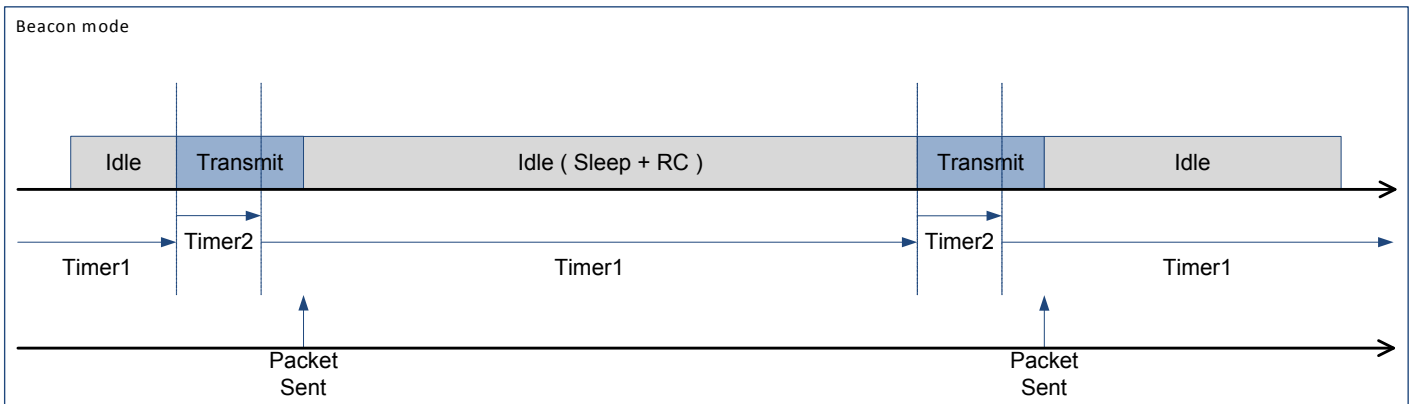 Beacon mode
Idle
Transmit
Idle ( Sleep + RC )
Transmit
Idle
Timer2
Timer2
Timer1
Timer1
Timer1
Packet
Sent
Packet
Sent